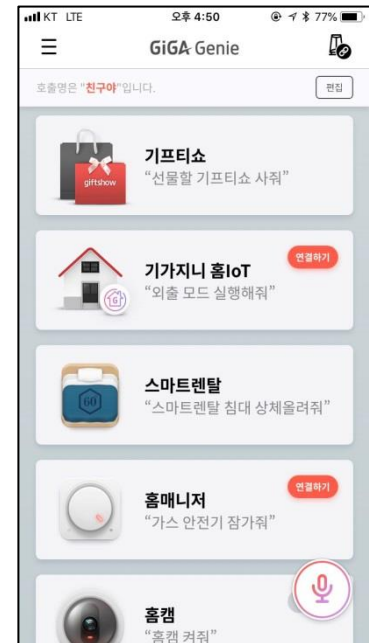 KT LTE 오후 4:50 77%
GiGA Genie
호출명은 "친구야"입니다. 편집
giftshow
기프티쇼
“선물할 기프티쇼 사줘”
연결하기
기가지니 홈IoT
“외출 모드 실행해줘”
G
60
스마트렌탈
“스마트렌탈 침대 상체올려줘”
연결하기
홈매니저
“가스 안전기 잠가줘”
홈캠
“홈캠 켜줘”